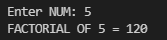 Enter NUM: 5
FACTORIAL OF 5 = 120